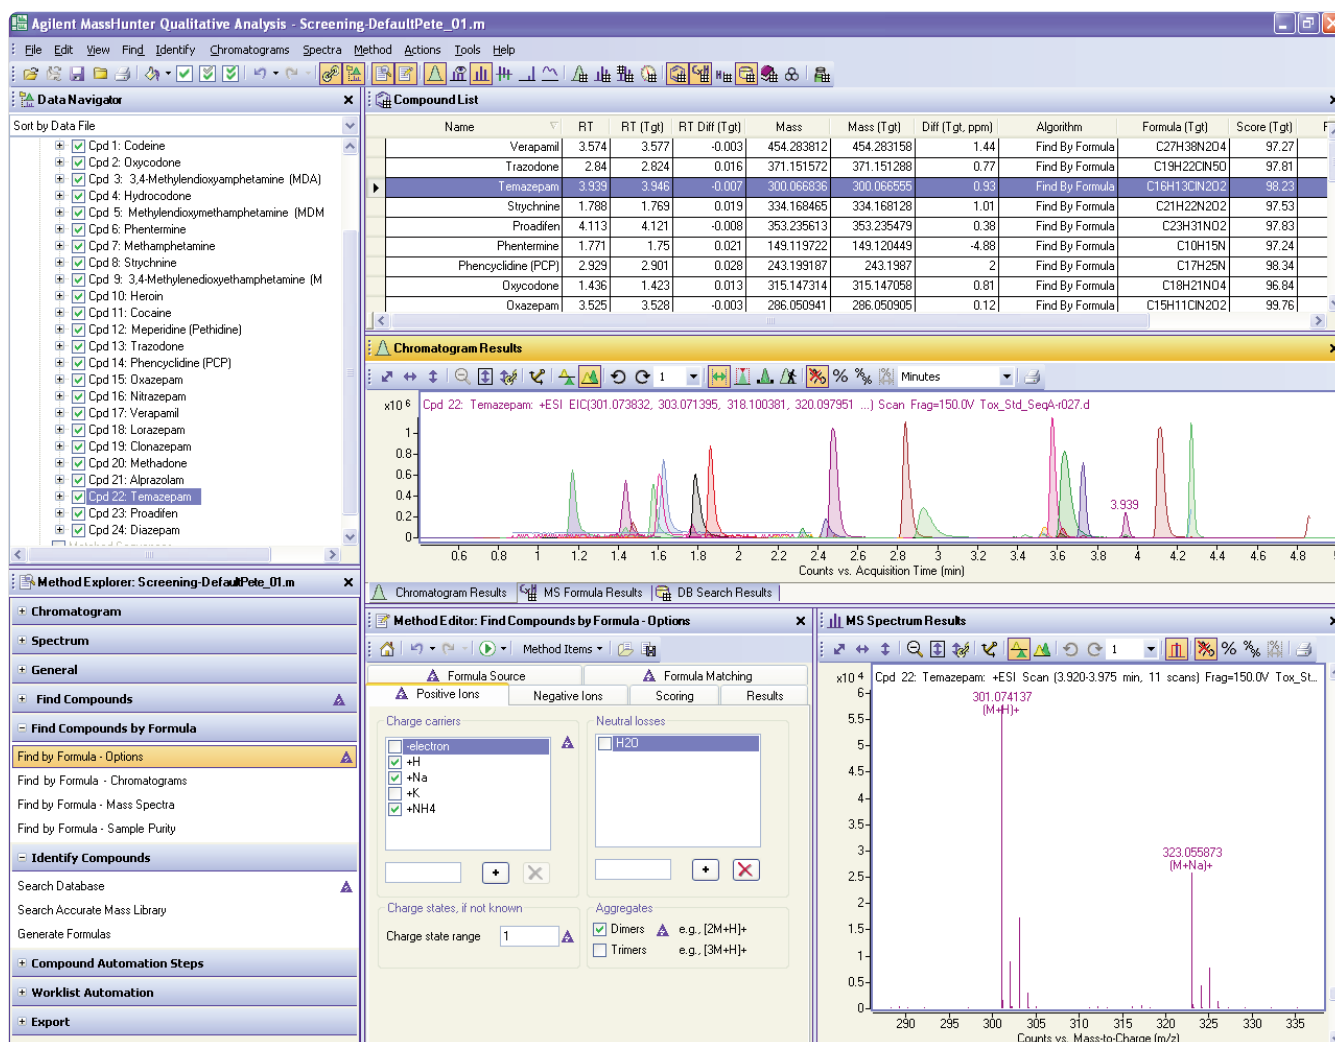 Agilent MassHunter Qualitative Analysis - Screening-DefaultPete_01.m
File Edit View Find Identify Chromatograms Spectra Method Actions Tools Help
Data Navigator
Sort by Data File
Cpd 1: Codeine
Cpd 2: Oxycodone
Cpd 3: 3,4-Methylendioxyamphetamine (MDA)
Cpd 4: Hydrocodone
Cpd 5: Methylendioxymethamphetamine (MDM
Cpd 6: Phentermine
Cpd 7: Methamphetamine
Cpd 8: Strychnine
Cpd 9: 3,4-Methylenedioxyethamphetamine (M
Cpd 10: Heroin
Cpd 11: Cocaine
Cpd 12: Meperidine (Pethidine)
Cpd 13: Trazodone
Cpd 14: Phencyclidine (PCP)
Cpd 15: Oxazepam
Cpd 16: Nitrazepam
Cpd 17: Verapamil
Cpd 18: Lorazepam
Cpd 19: Clonazepam
Cpd 20: Methadone
Cpd 21: Alprazolam
Cpd 22: Temazepam
Cpd 23: Proadifen
Cpd 24: Diazepam
Compound List
Name RT RT (Tgt) RT Diff (Tgt) Mass Mass (Tgt) Diff (Tgt, ppm) Algorithm Formula (Tgt) Score (Tgt) F
Verapamil 3.574 3.577 -0.003 454.283812 454.283158 1.44 Find By Formula C27H38N2O4 97.27
Trazodone 2.84 2.824 0.016 371.151572 371.151288 0.77 Find By Formula C19H22ClN5O 97.81
Temazepam 3.939 3.946 -0.007 300.066836 300.066555 0.93 Find By Formula C16H13ClN2O2 98.23
Strychnine 1.788 1.769 0.019 334.168465 334.168128 1.01 Find By Formula C21H22N2O2 97.53
Proadifen 4.113 4.121 -0.008 353.235613 353.235479 0.38 Find By Formula C23H31NO2 97.83
Phentermine 1.771 1.75 0.021 149.119722 149.120449 -4.88 Find By Formula C10H15N 97.24
Phencyclidine (PCP) 2.929 2.901 0.028 243.199187 243.1987 2 Find By Formula C17H25N 98.34
Oxycodone 1.436 1.423 0.013 315.147314 315.147058 0.81 Find By Formula C18H21NO4 96.84
Oxazepam 3.525 3.528 -0.003 286.050941 286.050905 0.12 Find By Formula C15H11ClN2O2 99.76
Chromatogram Results
1 Minutes
x10 6 Cpd 22: Temazepam: +ESI EIC(301.073832, 303.071395, 318.100381, 320.097951 ...) Scan Frag=150.0V Tox_Std_SeqA-r027.d
1
0.8
0.6
0.4
0.2
0
3.939
0.6 0.8 1 1.2 1.4 1.6 1.8 2 2.2 2.4 2.6 2.8 3 3.2 3.4 3.6 3.8 4 4.2 4.4 4.6 4.8
Counts vs. Acquisition Time (min)
Chromatogram Results MS Formula Results DB Search Results
Method Explorer: Screening-DefaultPete_01.m
Chromatogram
Spectrum
General
Find Compounds
Find Compounds by Formula
Find by Formula - Options
Find by Formula - Chromatograms
Find by Formula - Mass Spectra
Find by Formula - Sample Purity
Identify Compounds
Search Database
Search Accurate Mass Library
Generate Formulas
Compound Automation Steps
Worklist Automation
Export
Method Editor: Find Compounds by Formula - Options
Method Items
Formula Source Formula Matching
Positive Ions Negative Ions Scoring Results
Charge carriers Neutral losses
-electron H2O
+H
+Na
+K
+NH4
Charge states, if not known Aggregates
Charge state range 1 Dimers e.g., [2M+H]+
Trimers e.g., [3M+H]+
MS Spectrum Results
1
x10 4 Cpd 22: Temazepam: +ESI Scan (3.920-3.975 min, 11 scans) Frag=150.0V Tox_St...
301.074137
(M+H)+
323.055873
(M+Na)+
6
5.5
5
4.5
4
3.5
3
2.5
2
1.5
1
0.5
0
290 295 300 305 310 315 320 325 330 335
Counts vs. Mass-to-Charge (m/z)